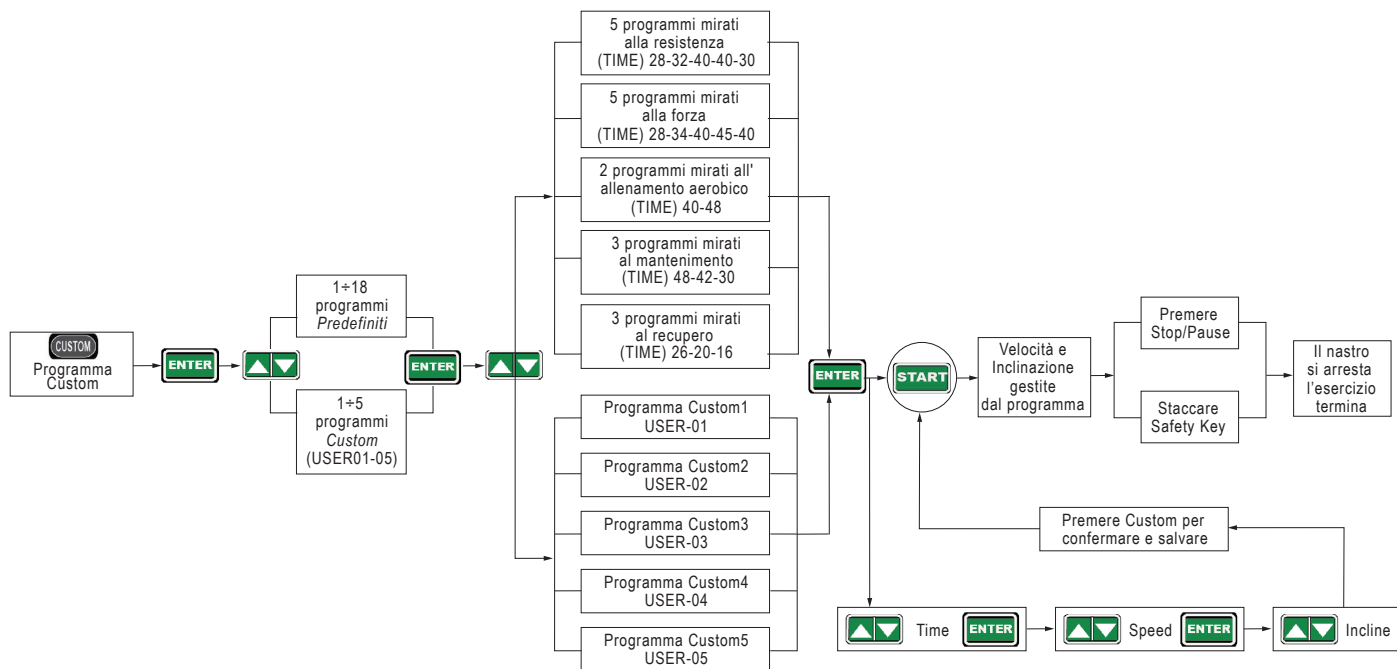 CUSTOM
Programma
Custom
ENTER
1÷18
programmi
Predefiniti
1÷5
programmi
Custom
(USER01-05)
ENTER
5 programmi mirati
alla resistenza
(TIME) 28-32-40-40-30
5 programmi mirati
alla forza
(TIME) 28-34-40-45-40
2 programmi mirati all'
allenamento aerobico
(TIME) 40-48
3 programmi mirati
al mantenimento
(TIME) 48-42-30
3 programmi mirati
al recupero
(TIME) 26-20-16
Programma Custom1
USER-01
Programma Custom2
USER-02
Programma Custom3
USER-03
Programma Custom4
USER-04
Programma Custom5
USER-05
ENTER
START
Velocità e
Inclinazione
gestite
dal programma
Premere
Stop/Pause
Staccare
Safety Key
Il nastro
si arresta
l'esercizio
termina
Premere Custom per
confermare e salvare
Time ENTER
Speed ENTER
Incline